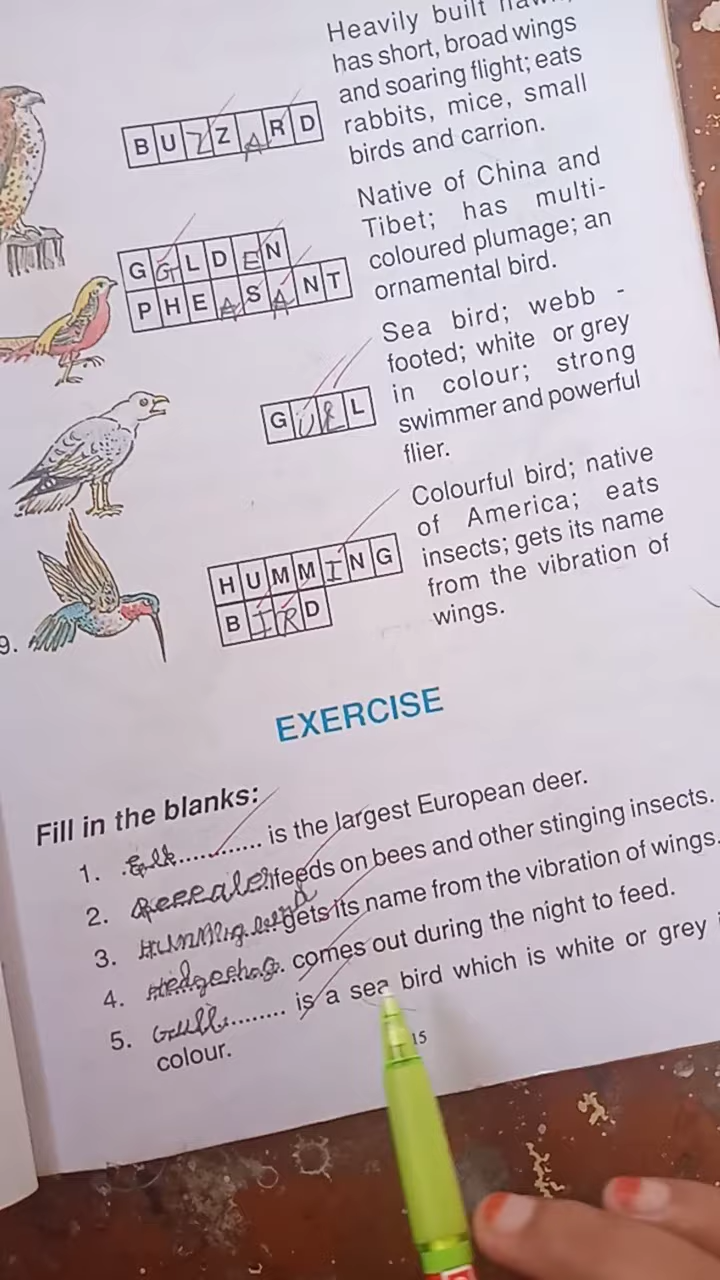 Heavily built
has short, broad wings
and soaring flight; eats
rabbits, mice, small
birds and carrion.
BUZZARD
Native of China and
Tibet; has multi-
coloured plumage; an
ornamental bird.
GOLDEN
PHEASANT
Sea bird; webb -
footed; white or grey
in colour; strong
swimmer and powerful
flier.
GULL
Colourful bird; native
of America; eats
insects; gets its name
from the vibration of
wings.
9.
HUMMING
BIRD
EXERCISE
Fill in the blanks:
1. .............. is the largest European deer.
2. feeds on bees and other stinging insects.
3. gets its name from the vibration of wings.
4. comes out during the night to feed.
5. Gull......... is a sea bird which is white or grey
colour.
15